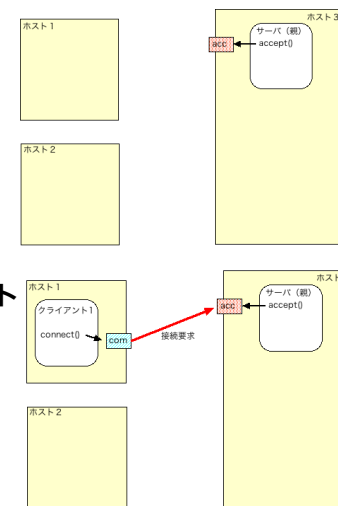 ホスト1
ホスト3
サーバ（親）
acc
accept()
ホスト2
ト
ホスト1
ホスト
サーバ（親）
クライアント1
acc
accept()
connect()
com
接続要求
ホスト2